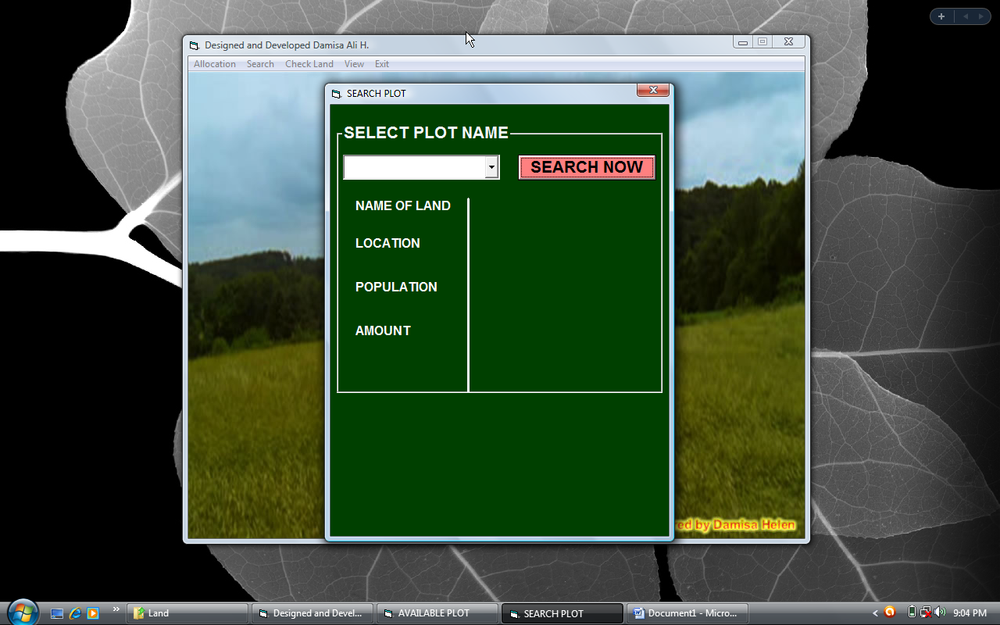 Designed and Developed Damisa Ali H.
Allocation Search Check Land View Exit
SEARCH PLOT
SELECT PLOT NAME
SEARCH NOW
NAME OF LAND
LOCATION
POPULATION
AMOUNT
ed by Damisa Helen
Land Designed and Devel... AVAILABLE PLOT SEARCH PLOT Document1 - Micro... 9:04 PM